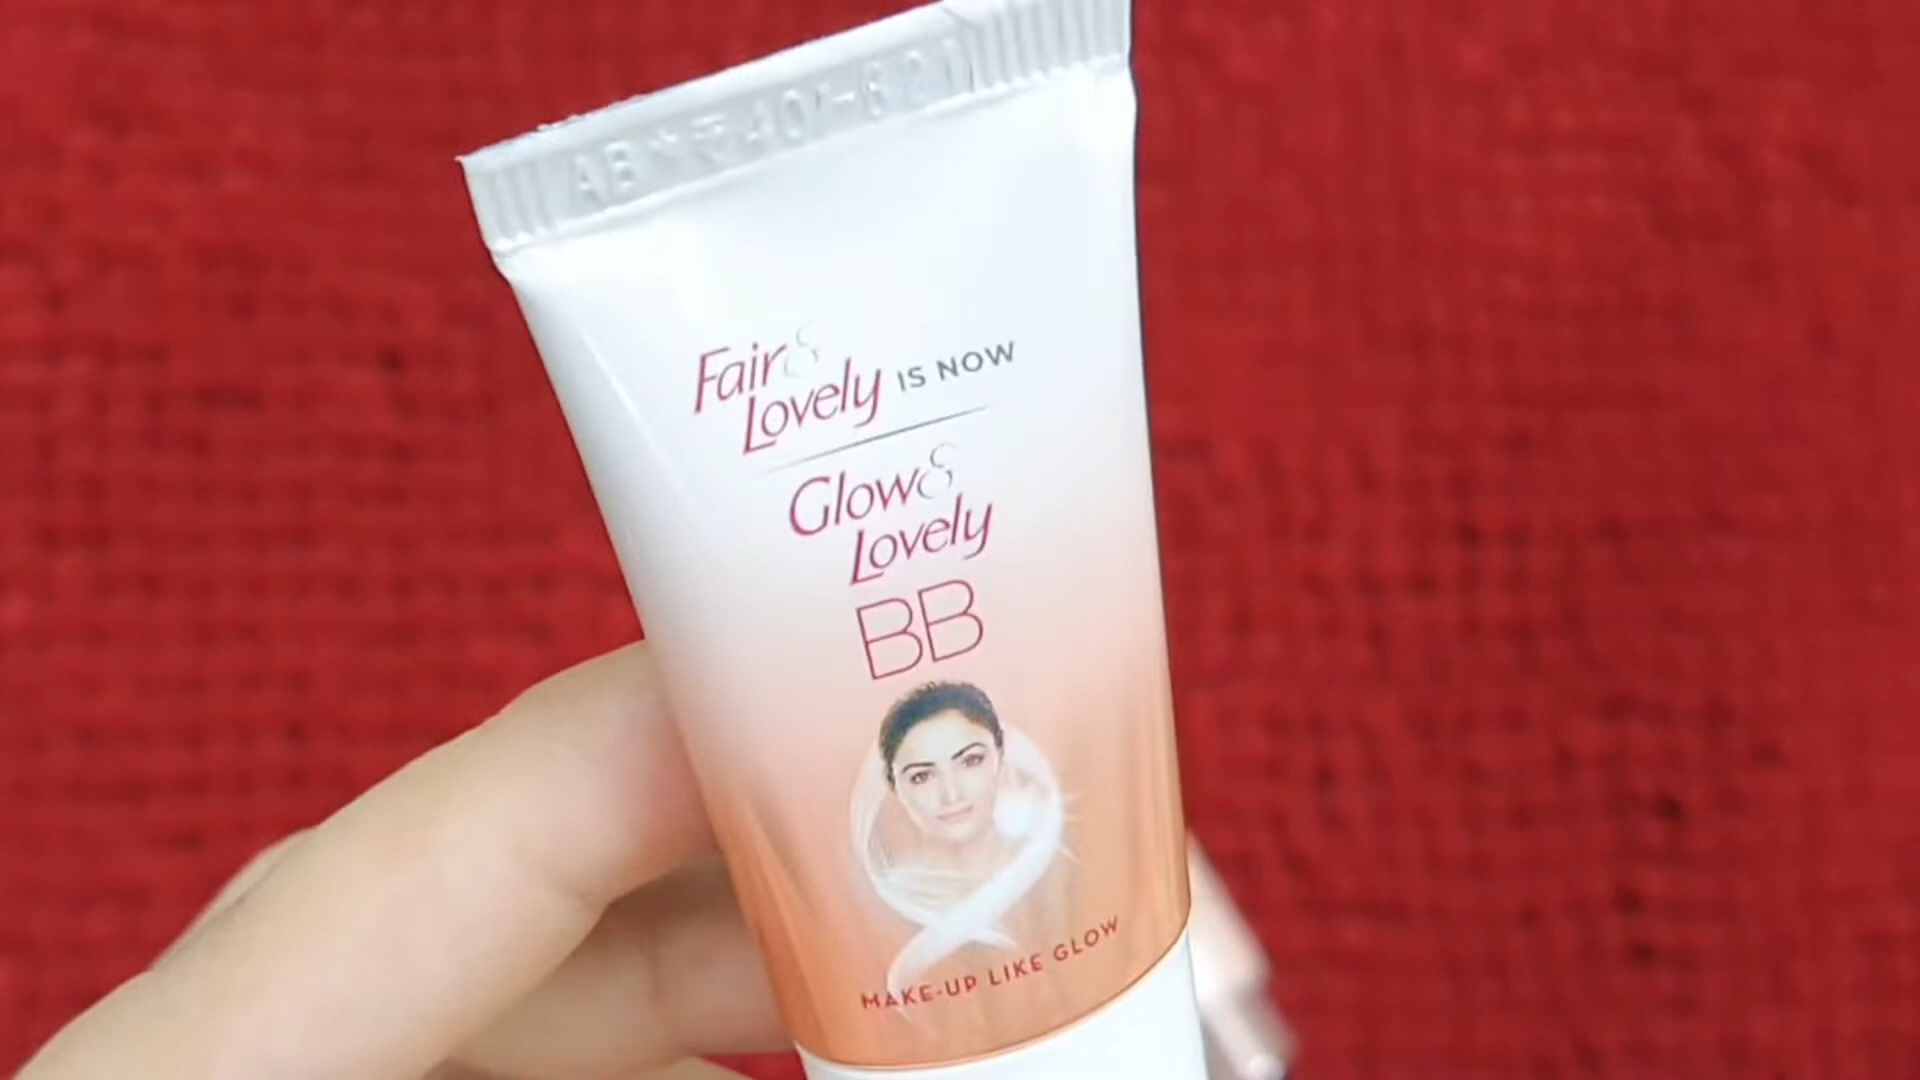 Fair &
Lovely IS NOW
Glow &
Lovely
BB
MAKE-UP LIKE GLOW